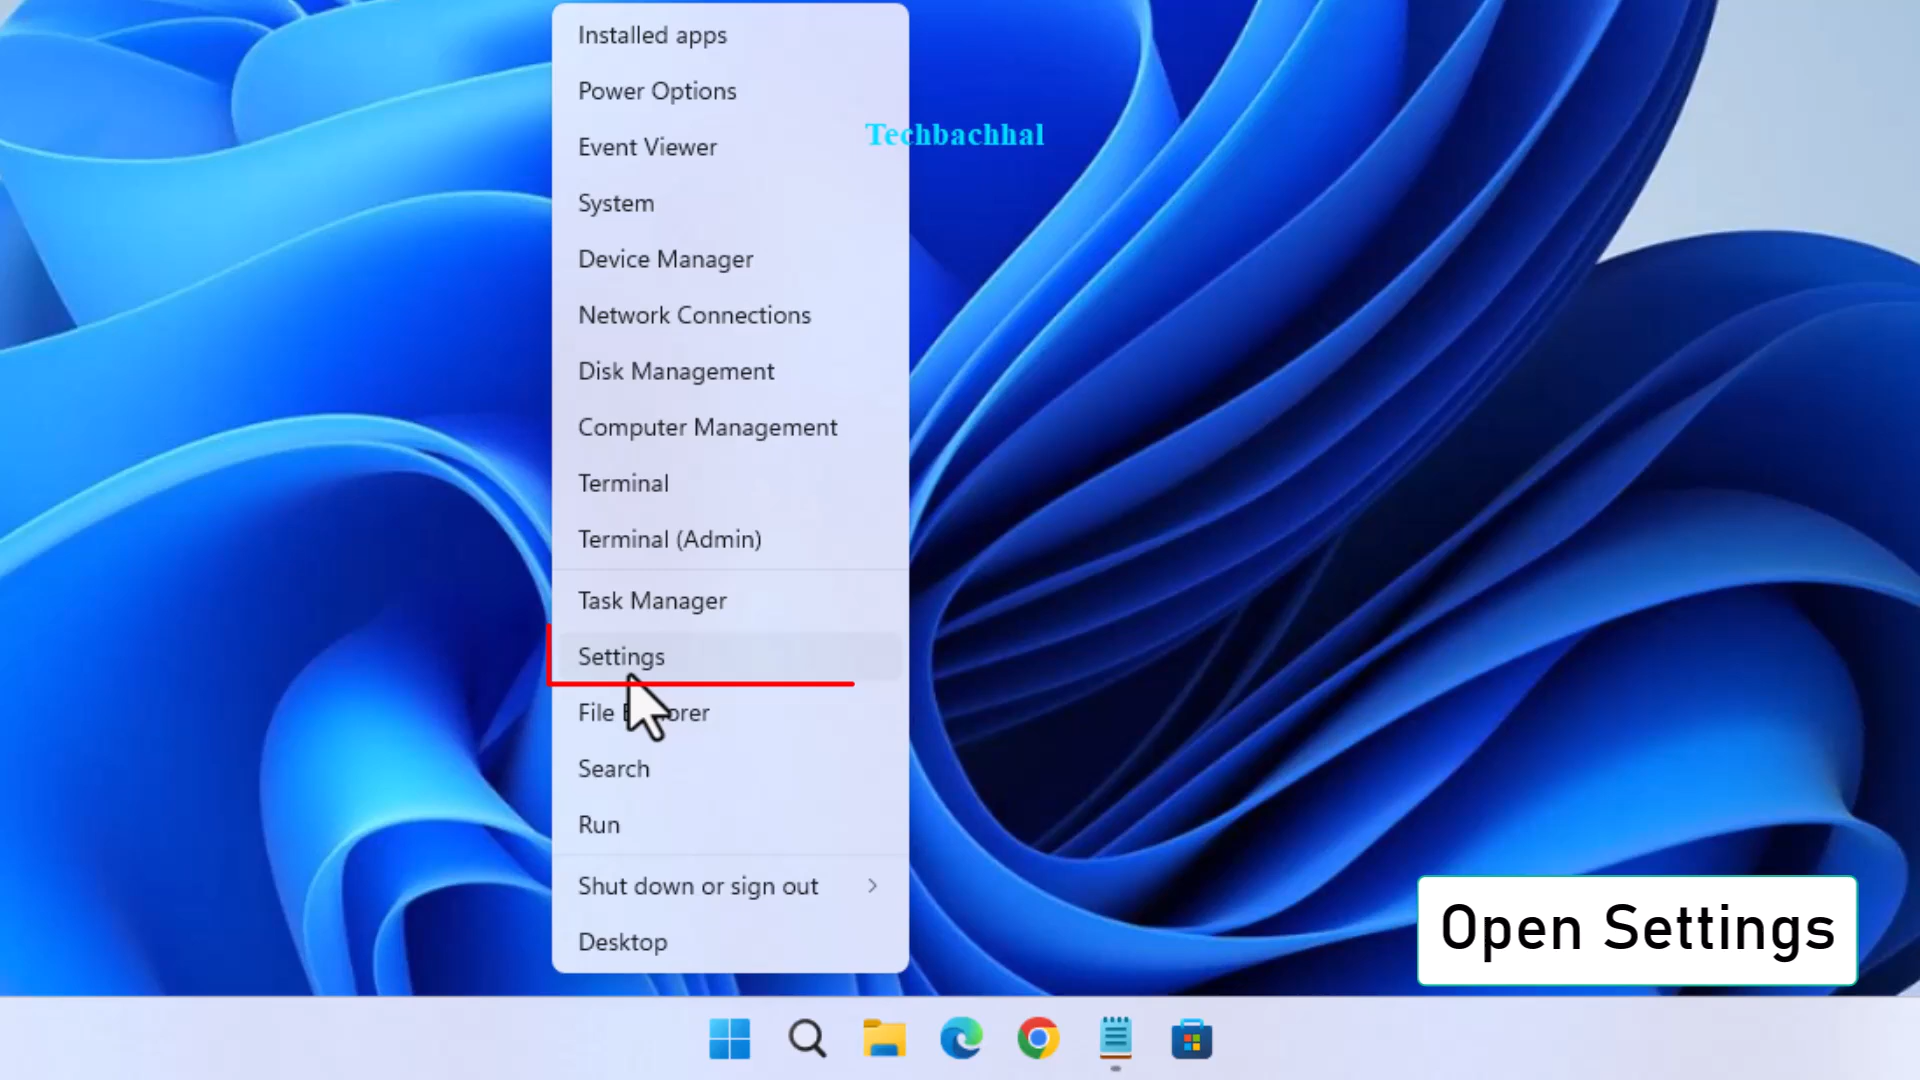 Installed apps
Power Options
Techbachhal
Event Viewer
System
Device Manager
Network Connections
Disk Management
Computer Management
Terminal
Terminal (Admin)
Task Manager
Settings
File
Search
Run
Shut down or sign out
Open Settings
Desktop